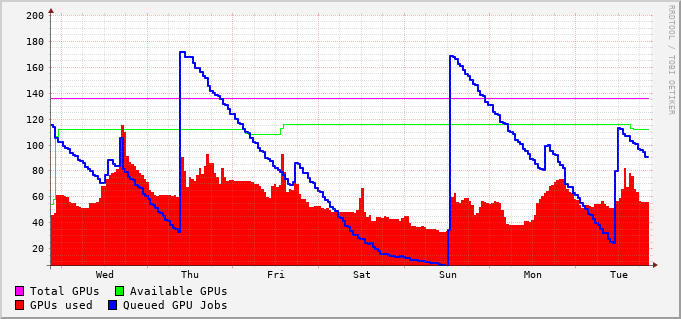 200
180
160
140
120
100
80
60
40
20
Wed Thu Fri Sat Sun Mon Tue
Total GPUs Available GPUs
GPUs used Queued GPU Jobs
RRDTOOL / TOBI OETIKER